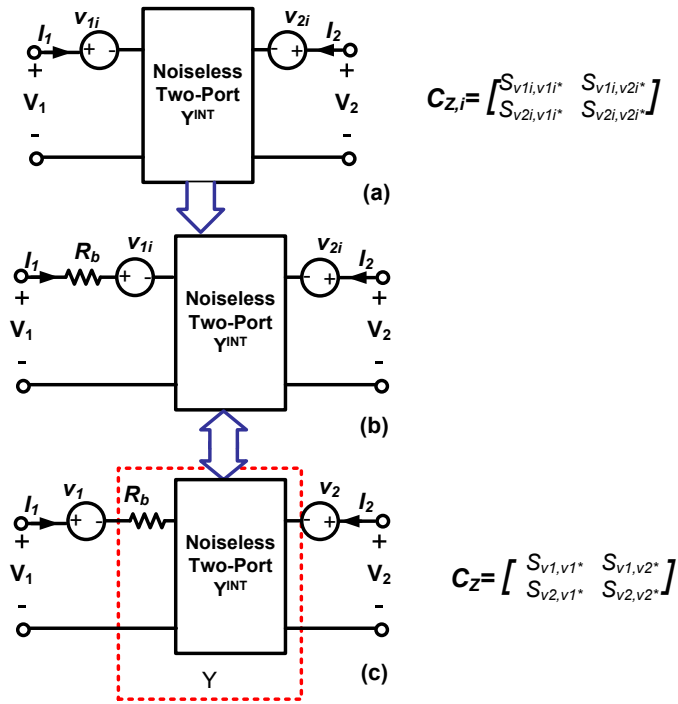 I1 v1i v2i I2
+ - - +
+ Noiseless +
V1 Two-Port V2
YINT
- -
(a)
CZ,i= [Sv1i,v1i* Sv1i,v2i*]
Sv2i,v1i* Sv2i,v2i*
I1 Rb v1i v2i I2
+ - - +
+ Noiseless +
V1 Two-Port V2
YINT
- -
(b)
I1 v1 Rb v2 I2
+ - - +
+ Noiseless +
V1 Two-Port V2
YINT
- -
Y
(c)
CZ= [ Sv1,v1* Sv1,v2* ]
Sv2,v1* Sv2,v2*